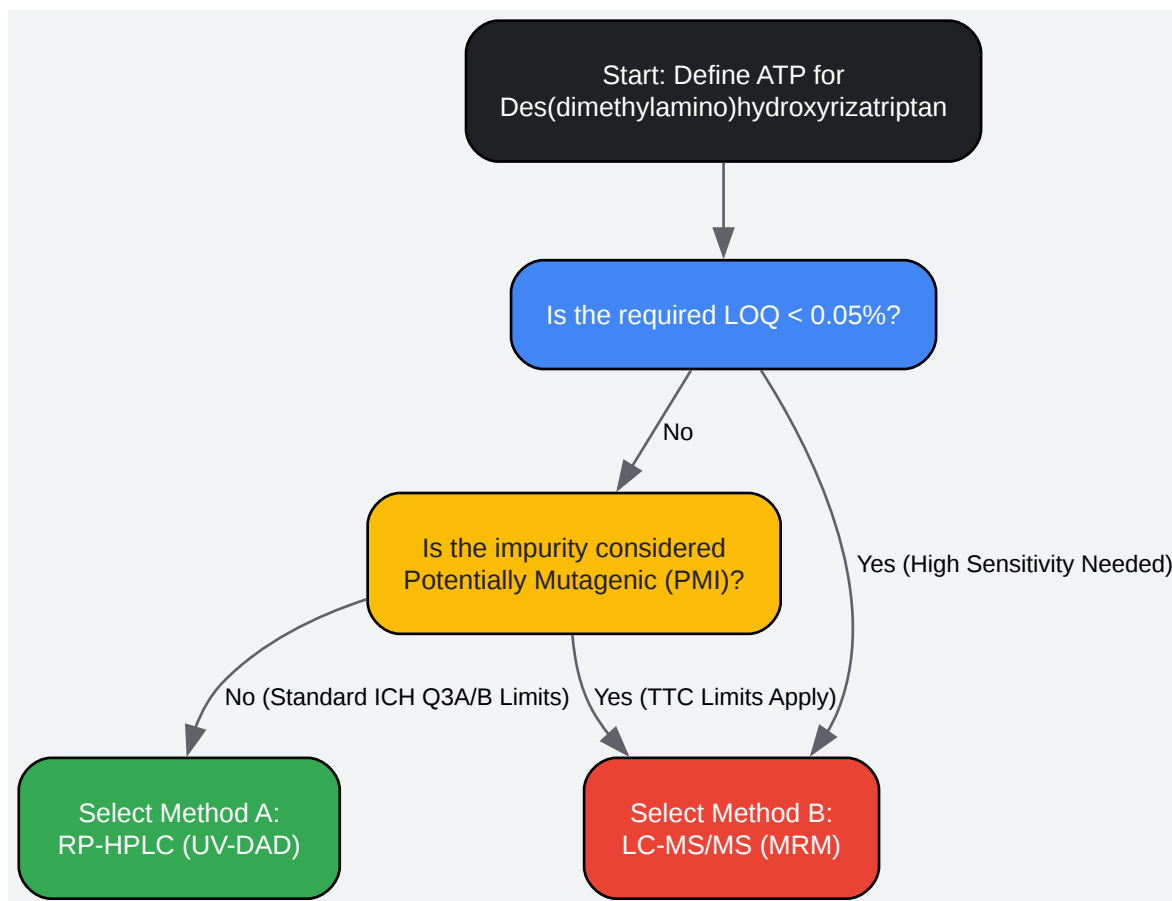 Start: Define ATP for
Des(dimethylamino)hydroxyrizatriptan
Is the required LOQ < 0.05%?
No
Yes (High Sensitivity Needed)
Is the impurity considered
Potentially Mutagenic (PMI)?
No (Standard ICH Q3A/B Limits)
Yes (TTC Limits Apply)
Select Method A:
RP-HPLC (UV-DAD)
Select Method B:
LC-MS/MS (MRM)